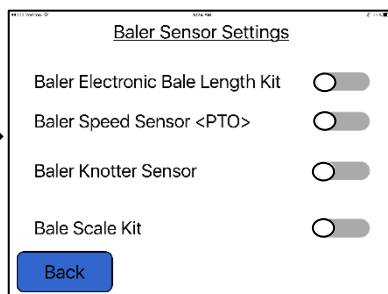 Baler Sensor Settings
Baler Electronic Bale Length Kit
Baler Speed Sensor <PTO>
Baler Knotter Sensor
Bale Scale Kit
Back